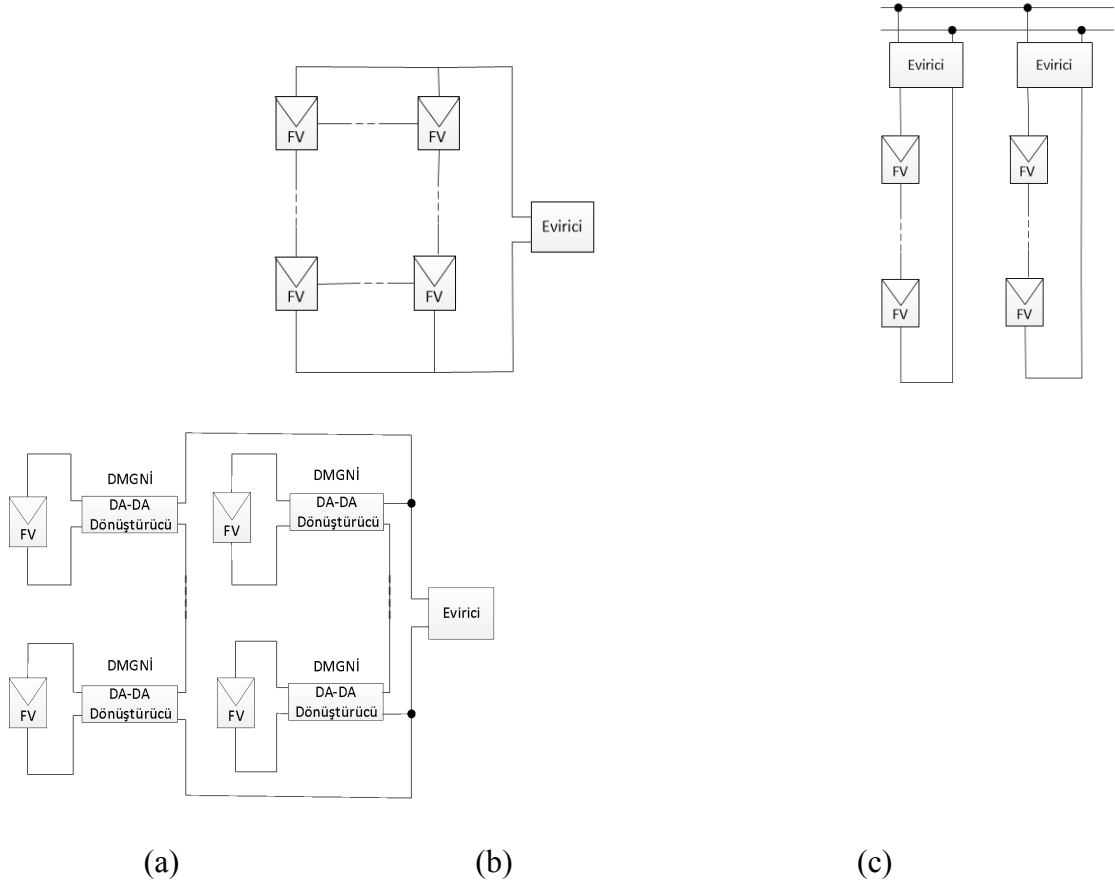 Evirici Evirici
FV FV
FV FV
Evirici
FV FV
FV FV
DMGNİ DMGNİ
DA-DA DA-DA
Dönüştürücü Dönüştürücü
FV FV
Evirici
DMGNİ DMGNİ
DA-DA DA-DA
Dönüştürücü Dönüştürücü
FV FV
(a) (b) (c)